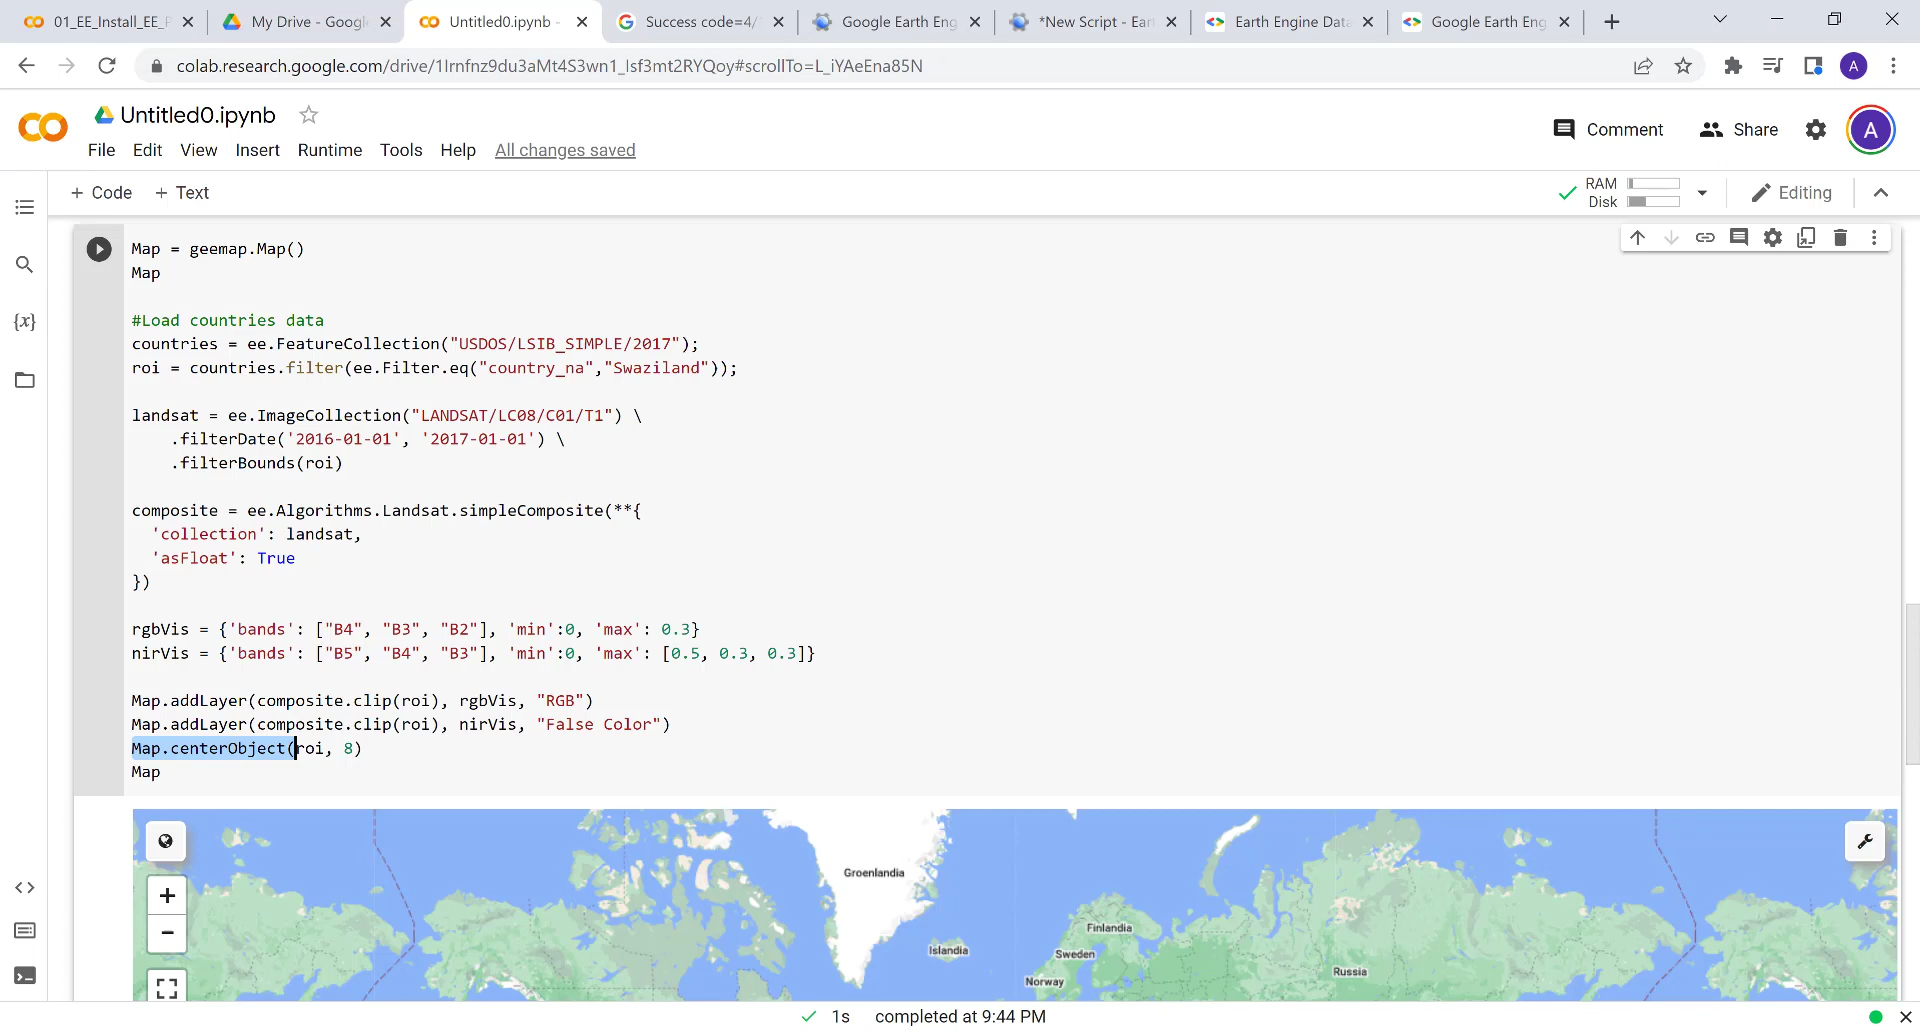 01_EE_Install_EE_P
My Drive - Googl
Untitled0.ipynb -
Success code=4/
Google Earth Eng
*New Script - Ear
Earth Engine Data
Google Earth Eng
colab.research.google.com/drive/1Irnfnz9du3aMt4S3wn1_Isf3mt2RYQoy#scrollTo=L_iYAeEna85N
A
CO Untitled0.ipynb
Comment Share A
File Edit View Insert Runtime Tools Help All changes saved
+ Code + Text
RAM
Disk
Editing
Map = geemap.Map()
Map
#Load countries data
countries = ee.FeatureCollection("USDOS/LSIB_SIMPLE/2017");
roi = countries.filter(ee.Filter.eq("country_na","Swaziland"));
landsat = ee.ImageCollection("LANDSAT/LC08/C01/T1") \
.filterDate('2016-01-01', '2017-01-01') \
.filterBounds(roi)
composite = ee.Algorithms.Landsat.simpleComposite(**{
'collection': landsat,
'asFloat': True
})
rgbVis = {'bands': ["B4", "B3", "B2"], 'min':0, 'max': 0.3}
nirVis = {'bands': ["B5", "B4", "B3"], 'min':0, 'max': [0.5, 0.3, 0.3]}
Map.addLayer(composite.clip(roi), rgbVis, "RGB")
Map.addLayer(composite.clip(roi), nirVis, "False Color")
Map.centerObject(roi, 8)
Map
Groenlandia
Finlandia
Islandia
Sweden
Russia
Norway
1s completed at 9:44 PM